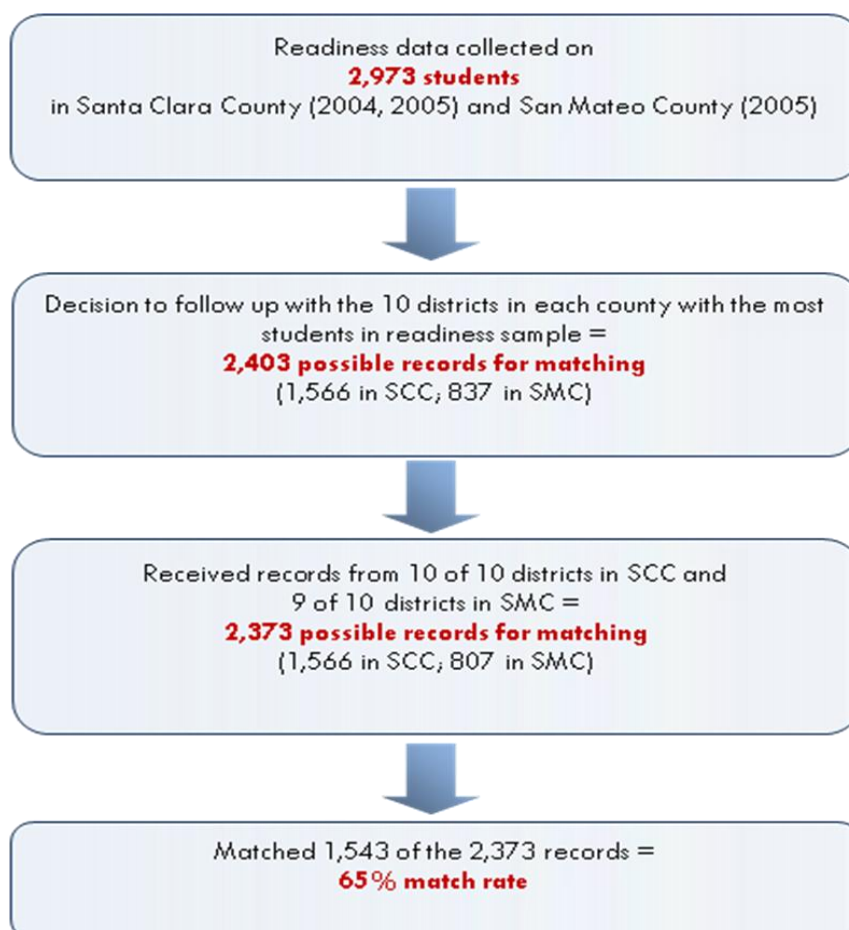 Readiness data collected on
2,973 students
in Santa Clara County (2004, 2005) and San Mateo County (2005)
Decision to follow up with the 10 districts in each county with the most
students in readiness sample =
2,403 possible records for matching
(1,566 in SCC; 837 in SMC)
Received records from 10 of 10 districts in SCC and
9 of 10 districts in SMC =
2,373 possible records for matching
(1,566 in SCC; 807 in SMC)
Matched 1,543 of the 2,373 records =
65% match rate